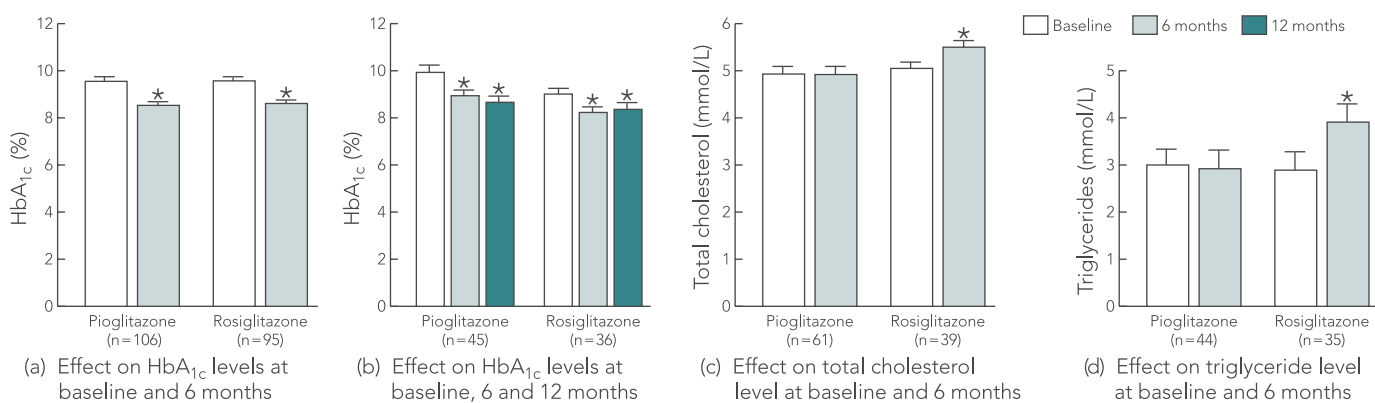 HbA1c (%)
12
10
8
6
4
2
0
*
*
Pioglitazone
(n=106)
Rosiglitazone
(n=95)
(a) Effect on HbA1c levels at
baseline and 6 months
HbA1c (%)
12
10
8
6
4
2
0
*
*
*
*
Pioglitazone
(n=45)
Rosiglitazone
(n=36)
(b) Effect on HbA1c levels at
baseline, 6 and 12 months
Total cholesterol (mmol/L)
6
5
4
3
2
1
0
*
Pioglitazone
(n=61)
Rosiglitazone
(n=39)
(c) Effect on total cholesterol
level at baseline and 6 months
Baseline
6 months
12 months
Triglycerides (mmol/L)
5
4
3
2
1
0
*
Pioglitazone
(n=44)
Rosiglitazone
(n=35)
(d) Effect on triglyceride level
at baseline and 6 months